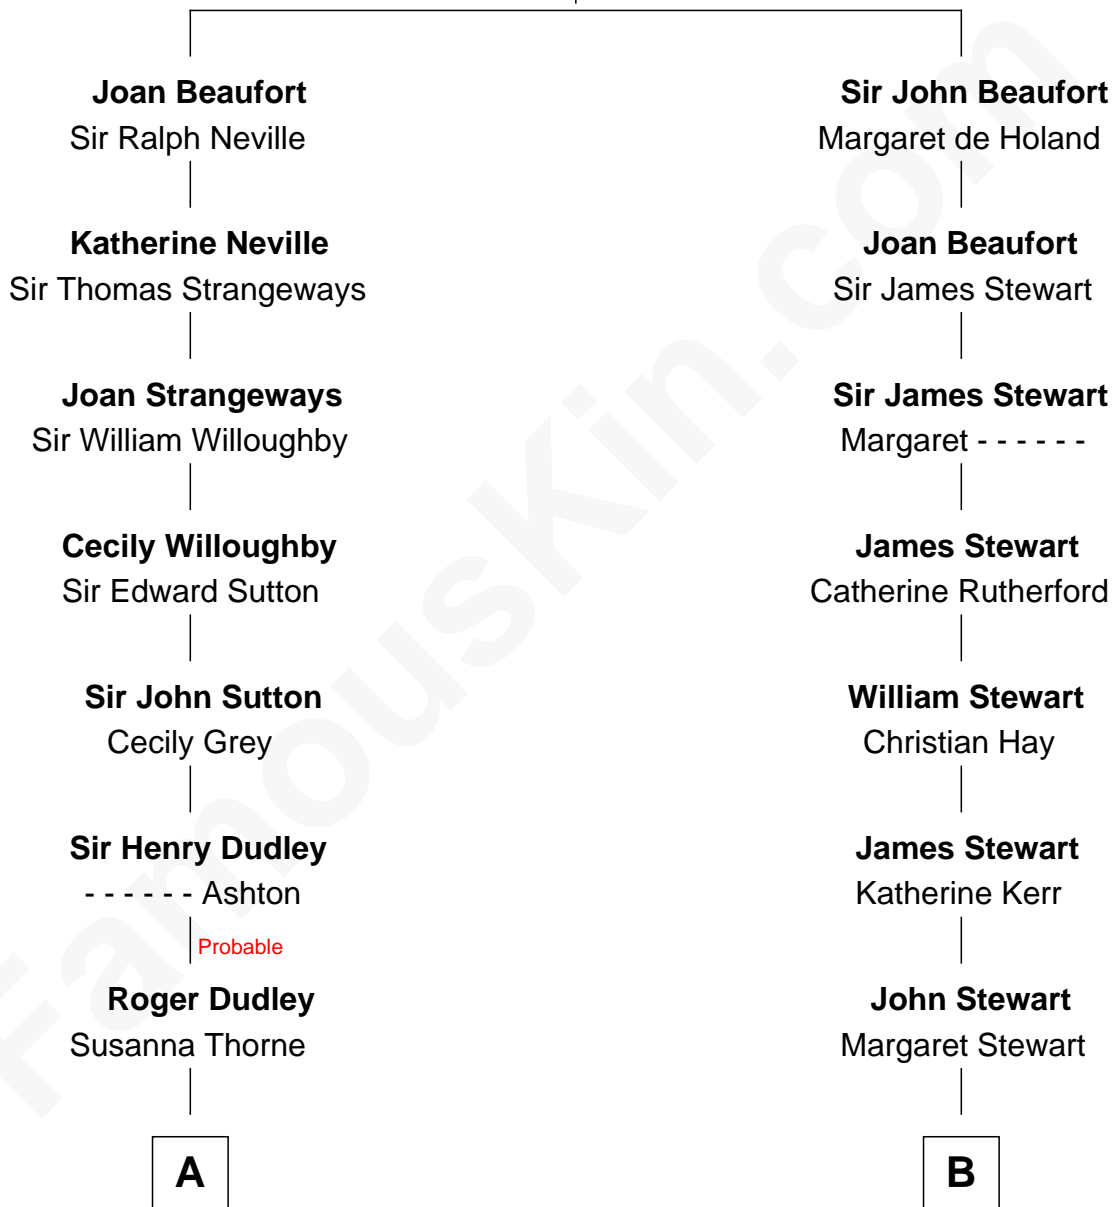 Joan Beaufort
Sir Ralph Neville
Katherine Neville
Sir Thomas Strangeways
Joan Strangeways
Sir William Willoughby
Cecily Willoughby
Sir Edward Sutton
Sir John Sutton
Cecily Grey
Sir Henry Dudley
- - - - - - Ashton
Probable
Roger Dudley
Susanna Thorne
A
Sir John Beaufort
Margaret de Holand
Joan Beaufort
Sir James Stewart
Sir James Stewart
Margaret - - - - - -
James Stewart
Catherine Rutherford
William Stewart
Christian Hay
James Stewart
Katherine Kerr
John Stewart
Margaret Stewart
B
FamousKin.com